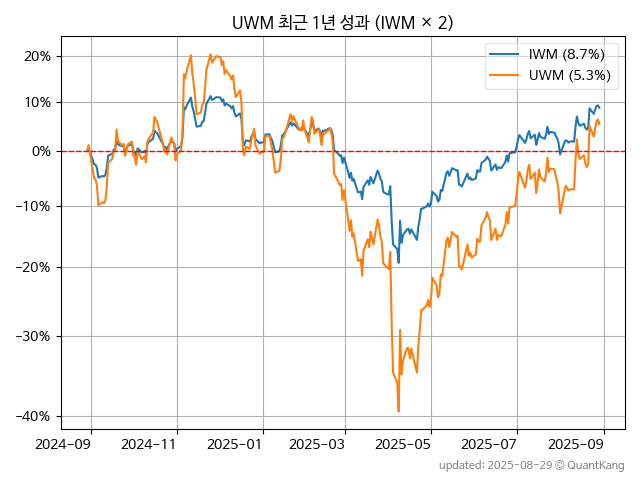 UWM 최근 1년 성과 (IWM × 2)
IWM (8.7%)
UWM (5.3%)
20%
10%
0%
−10%
−20%
−30%
−40%
2024-09 2024-11 2025-01 2025-03 2025-05 2025-07 2025-09
updated: 2025-08-29 © QuantKang